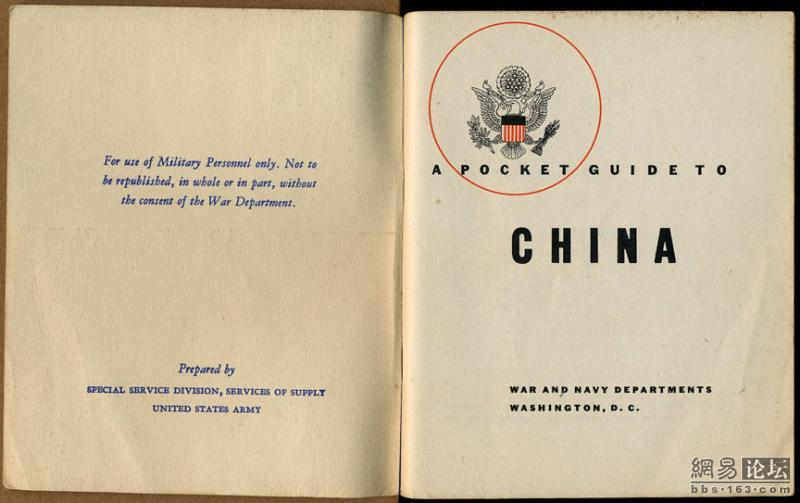 For use of Military Personnel only. Not to
be republished, in whole or in part, without
the consent of the War Department.
Prepared by
SPECIAL SERVICE DIVISION, SERVICES OF SUPPLY
UNITED STATES ARMY
A POCKET GUIDE TO
CHINA
WAR AND NAVY DEPARTMENTS
WASHINGTON, D. C.
網易 论坛
bbs·163.com